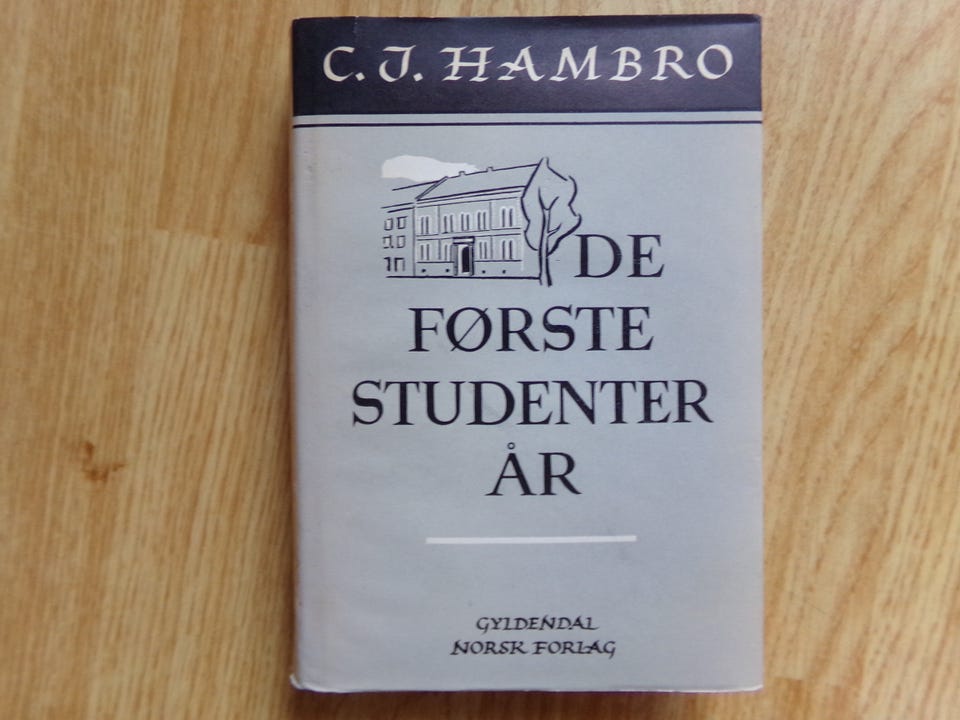 C. J. HAMBRO
DE
FØRSTE
STUDENTER
ÅR
GYLDENDAL
NORSK FORLAG